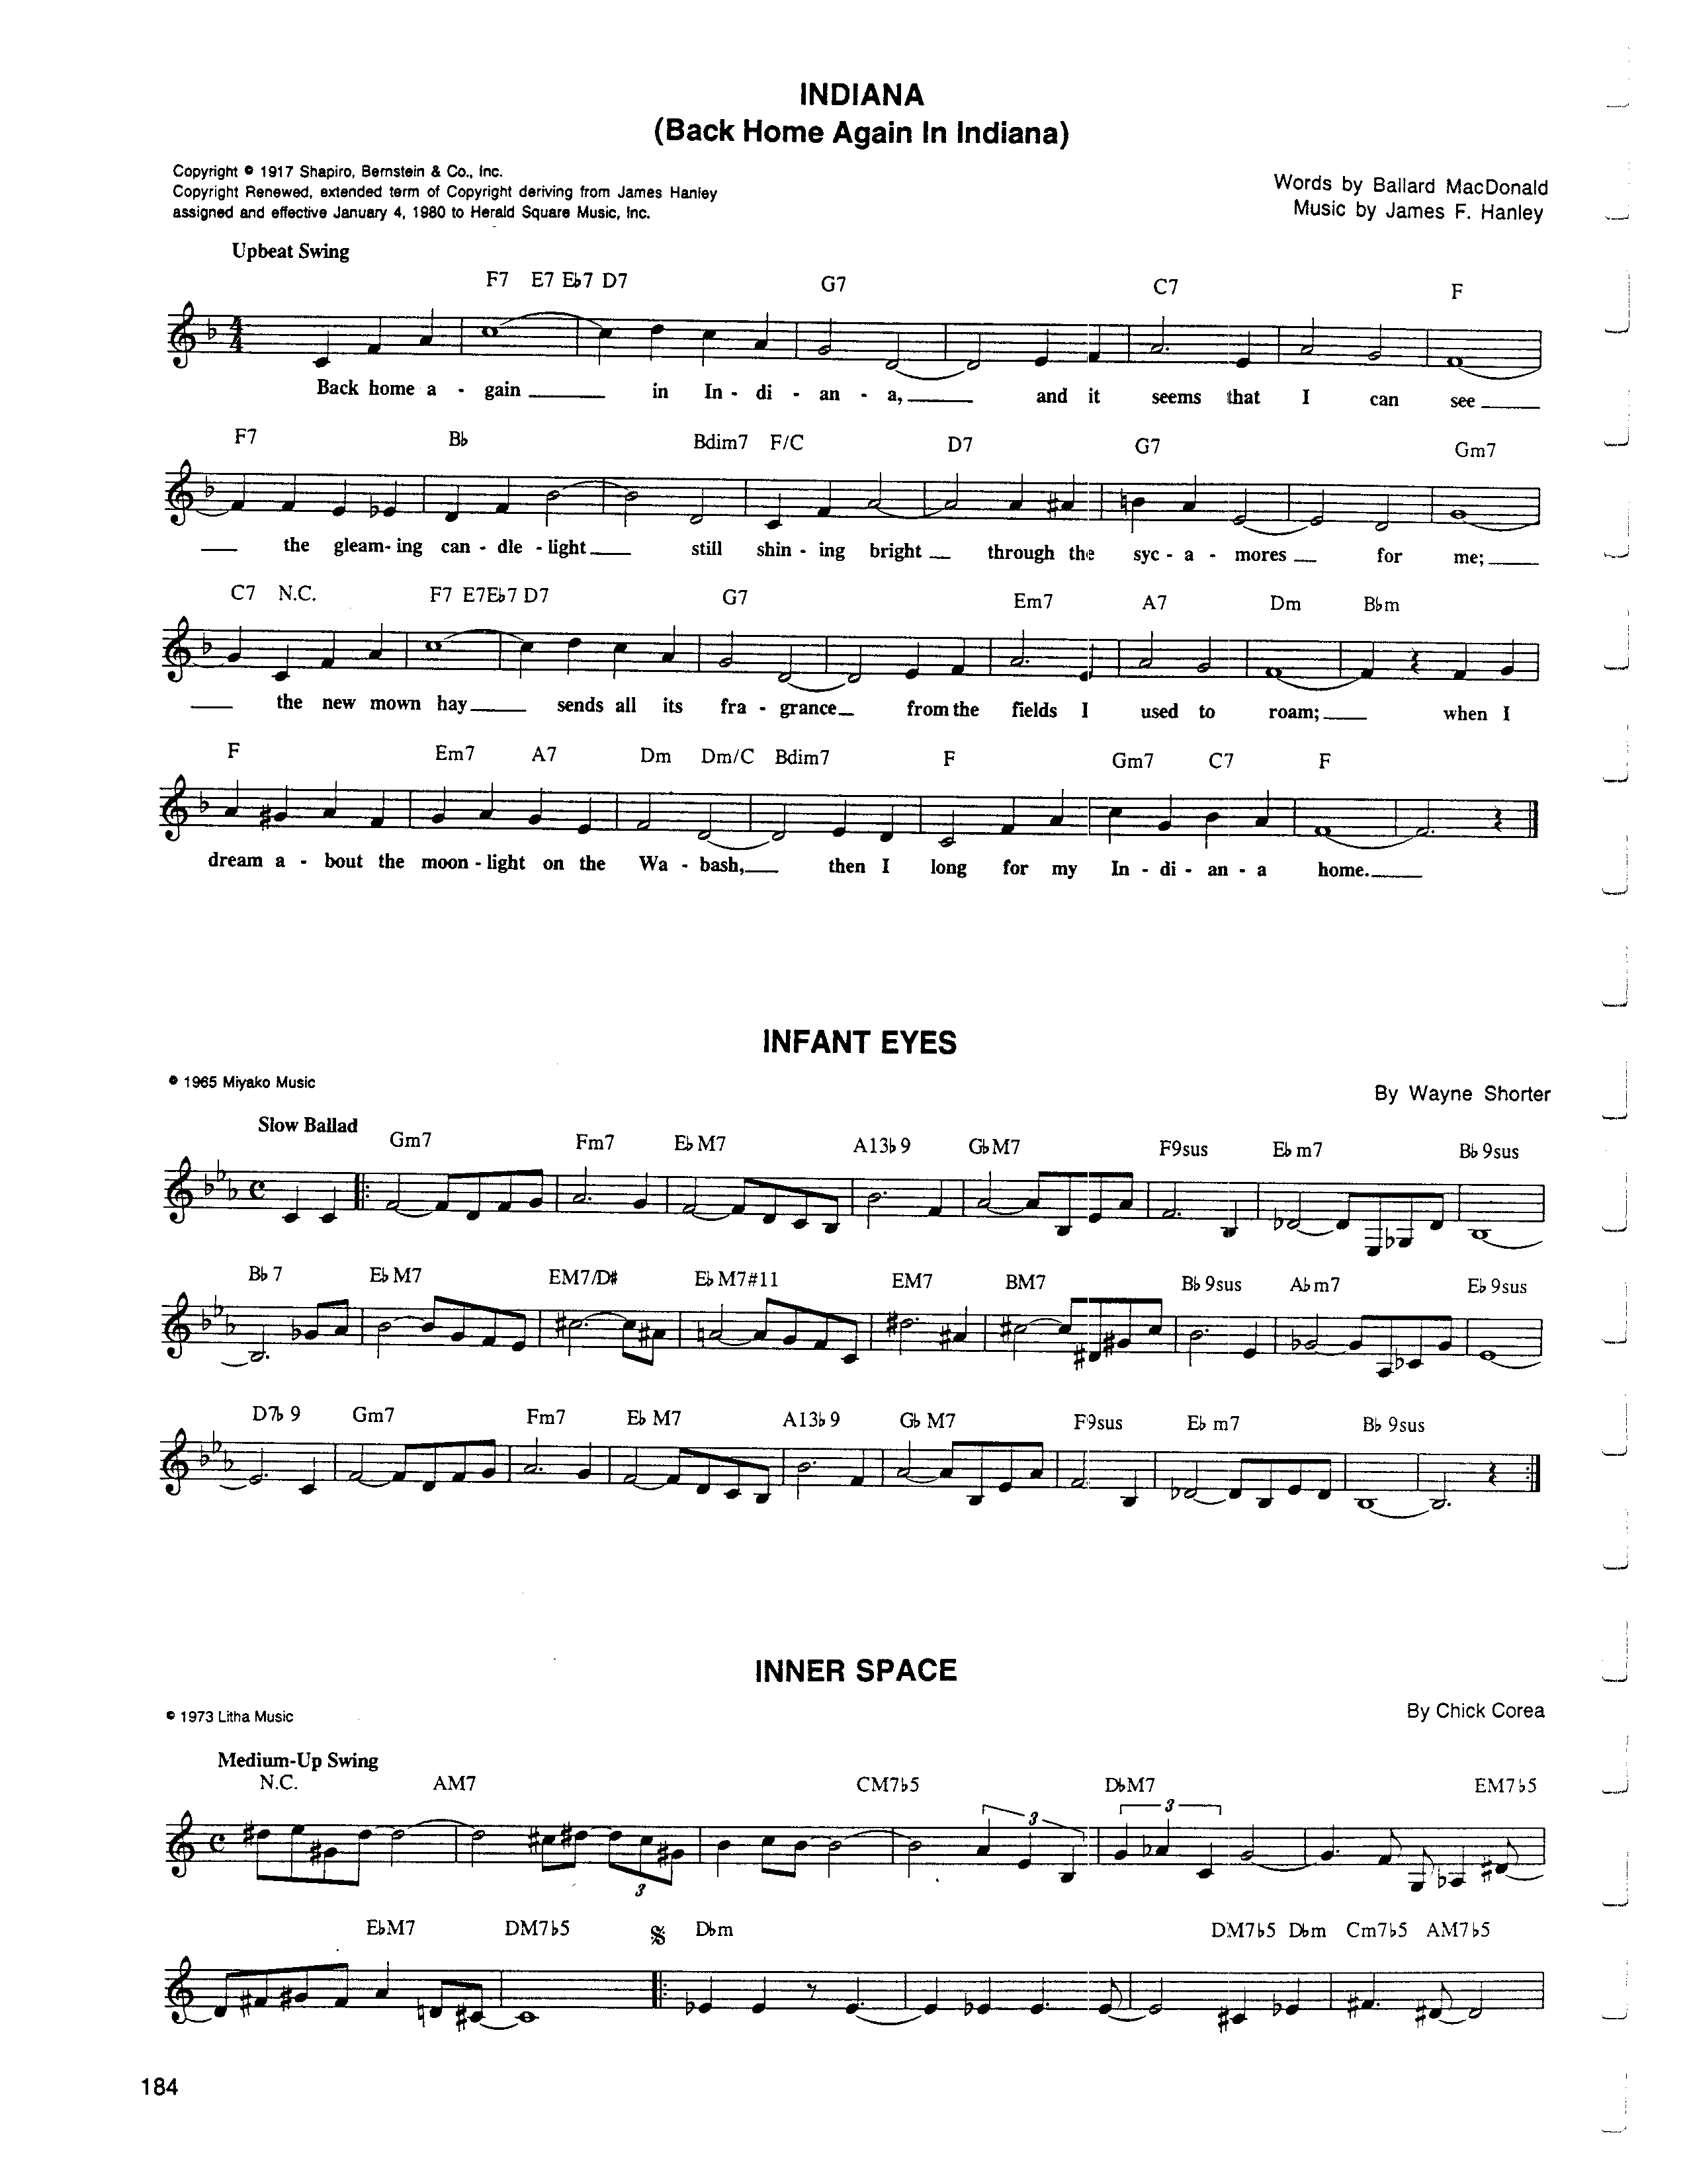 INDIANA
(Back Home Again In Indiana)
Copyright © 1917 Shapiro, Bernstein & Co., Inc.
Copyright Renewed, extended term of Copyright deriving from James Hanley
assigned and effective January 4, 1980 to Herald Square Music, Inc.
Words by Ballard MacDonald
Music by James F. Hanley
Upbeat Swing
F7 E7 E♭7 D7 G7 C7 F
Back home a - gain in In - di - an - a, and it seems that I can see
F7 B♭ Bdim7 F/C D7 G7 Gm7
the gleam- ing can - dle - light still shin - ing bright through the syc - a - mores for me;
C7 N.C. F7 E7E♭7 D7 G7 Em7 A7 Dm B♭m
the new mown hay sends all its fra - grance from the fields I used to roam; when I
F Em7 A7 Dm Dm/C Bdim7 F Gm7 C7 F
dream a - bout the moon - light on the Wa - bash, then I long for my In - di - an - a home.
INFANT EYES
© 1965 Miyako Music
By Wayne Shorter
Slow Ballad
Gm7 Fm7 E♭M7 A13♭9 G♭M7 F9sus E♭m7 B♭9sus
B♭7 E♭M7 EM7/D# E♭M7#11 EM7 BM7 B♭9sus A♭m7 E♭9sus
D7♭9 Gm7 Fm7 E♭M7 A13♭9 G♭M7 F9sus E♭m7 B♭9sus
INNER SPACE
© 1973 Litha Music
By Chick Corea
Medium-Up Swing
N.C. AM7 CM7♭5 D♭M7 EM7♭5
3 3 3
E♭M7 DM7♭5 D♭m DM7♭5 D♭m Cm7♭5 AM7♭5
184